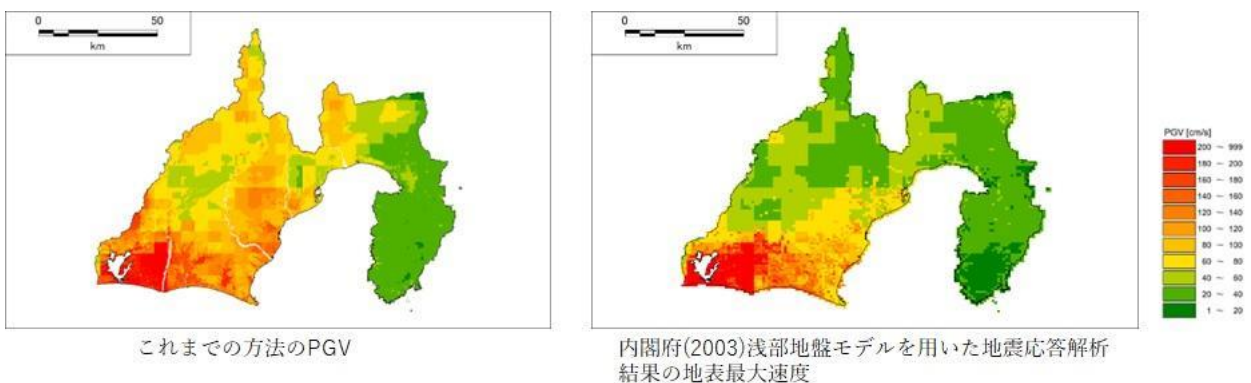 0 50
km
0 50
km
PGV [cm/s]
200 ～ 999
180 ～ 200
160 ～ 180
140 ～ 160
120 ～ 140
100 ～ 120
80 ～ 100
60 ～ 80
40 ～ 60
20 ～ 40
1 ～ 20
これまでの方法のPGV
内閣府(2003)浅部地盤モデルを用いた地震応答解析
結果の地表最大速度